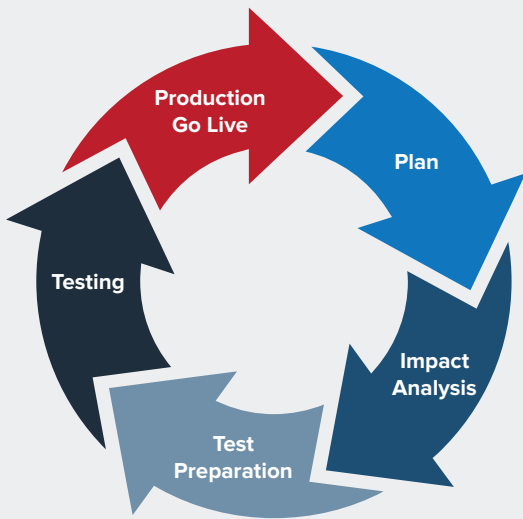 Production
Go Live
Plan
Impact
Analysis
Test
Preparation
Testing